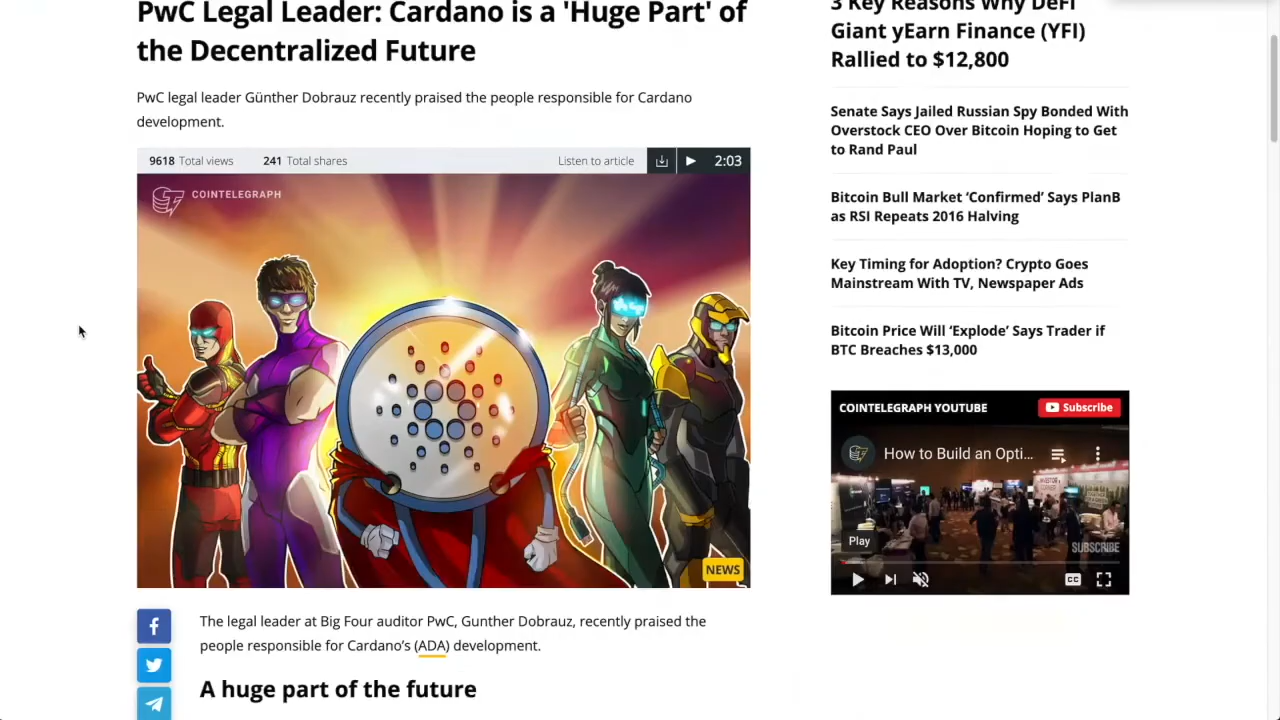 PwC Legal Leader: Cardano is a 'Huge Part' of
the Decentralized Future
PwC legal leader Günther Dobrauz recently praised the people responsible for Cardano
development.
9618 Total views 241 Total shares Listen to article 2:03
COINTELEGRAPH
NEWS
The legal leader at Big Four auditor PwC, Gunther Dobrauz, recently praised the
people responsible for Cardano’s (ADA) development.
A huge part of the future
3 Key Reasons Why DeFi
Giant yEarn Finance (YFI)
Rallied to $12,800
Senate Says Jailed Russian Spy Bonded With
Overstock CEO Over Bitcoin Hoping to Get
to Rand Paul
Bitcoin Bull Market ‘Confirmed’ Says PlanB
as RSI Repeats 2016 Halving
Key Timing for Adoption? Crypto Goes
Mainstream With TV, Newspaper Ads
Bitcoin Price Will ‘Explode’ Says Trader if
BTC Breaches $13,000
COINTELEGRAPH YOUTUBE Subscribe
How to Build an Opti...
Play
SUBSCRIBE
CC